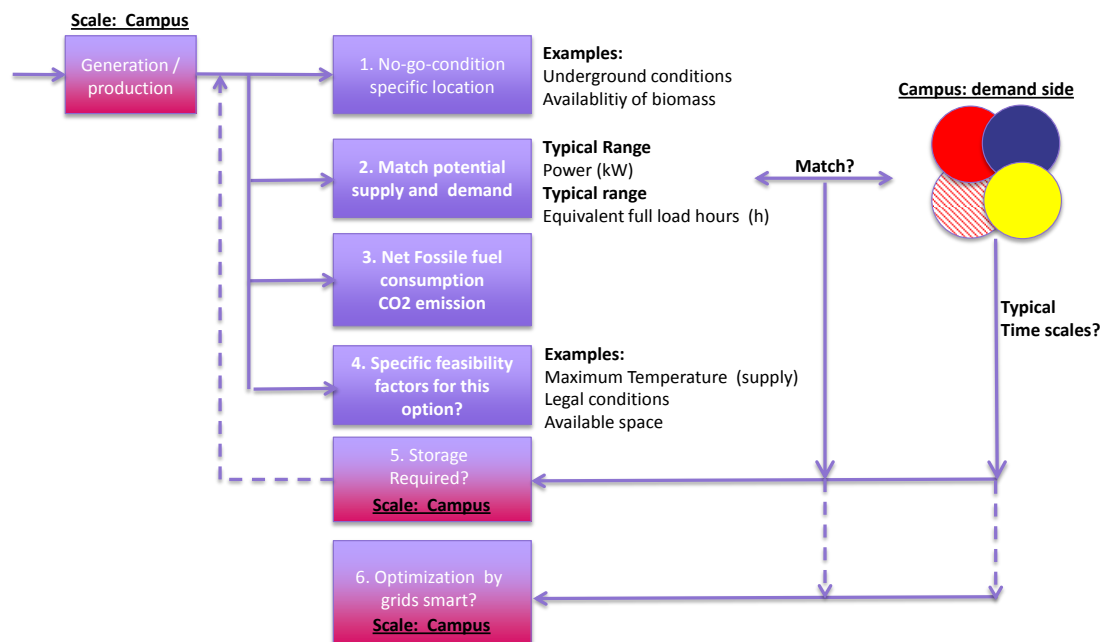 Scale: Campus
Generation /
production
1. No-go-condition
specific location
Examples:
Underground conditions
Availablitiy of biomass
Campus: demand side
2. Match potential
supply and demand
Typical Range
Power (kW)
Typical range
Equivalent full load hours (h)
Match?
3. Net Fossile fuel
consumption
CO2 emission
Typical
Time scales?
4. Specific feasibility
factors for this
option?
Examples:
Maximum Temperature (supply)
Legal conditions
Available space
5. Storage
Required?
Scale: Campus
6. Optimization by
grids smart?
Scale: Campus